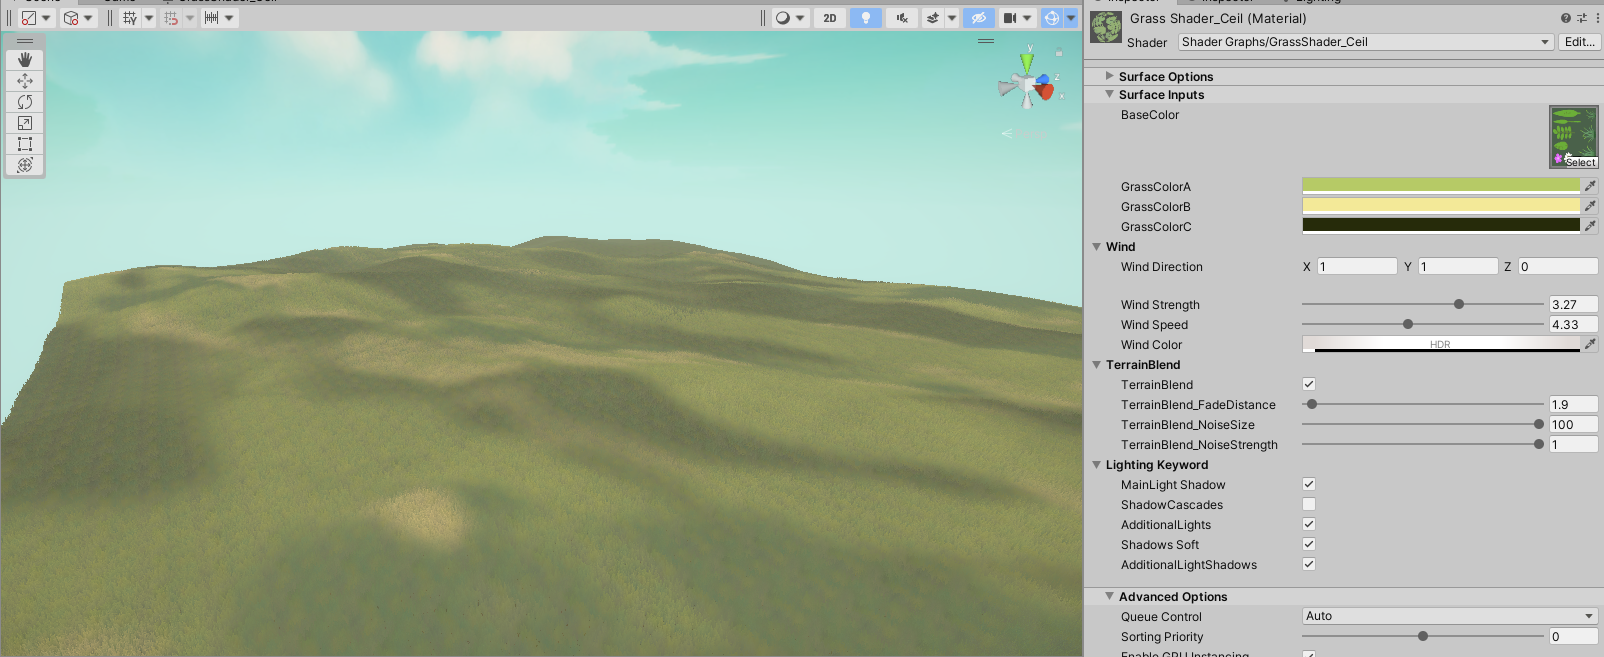 2D
y
z
x
Grass Shader_Ceil (Material)
Shader
Shader Graphs/GrassShader_Ceil
Edit...
Surface Options
Surface Inputs
BaseColor
Select
GrassColorA
GrassColorB
GrassColorC
Wind
Wind Direction X 1 Y 1 Z 0
Wind Strength 3.27
Wind Speed 4.33
Wind Color HDR
TerrainBlend
TerrainBlend
TerrainBlend_FadeDistance 1.9
TerrainBlend_NoiseSize 100
TerrainBlend_NoiseStrength 1
Lighting Keyword
MainLight Shadow
ShadowCascades
AdditionalLights
Shadows Soft
AdditionalLightShadows
Advanced Options
Queue Control Auto
Sorting Priority 0
Enable GPU Instancing